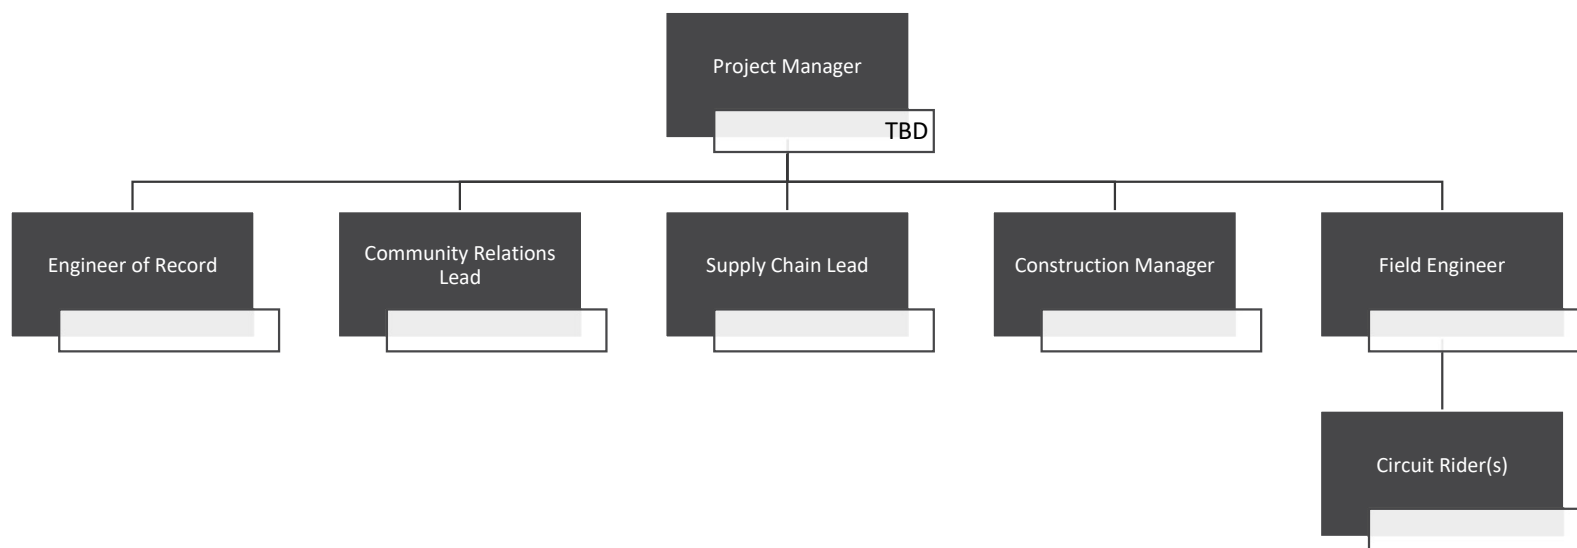 Project Manager
TBD
Engineer of Record
Community Relations
Lead
Supply Chain Lead
Construction Manager
Field Engineer
Circuit Rider(s)